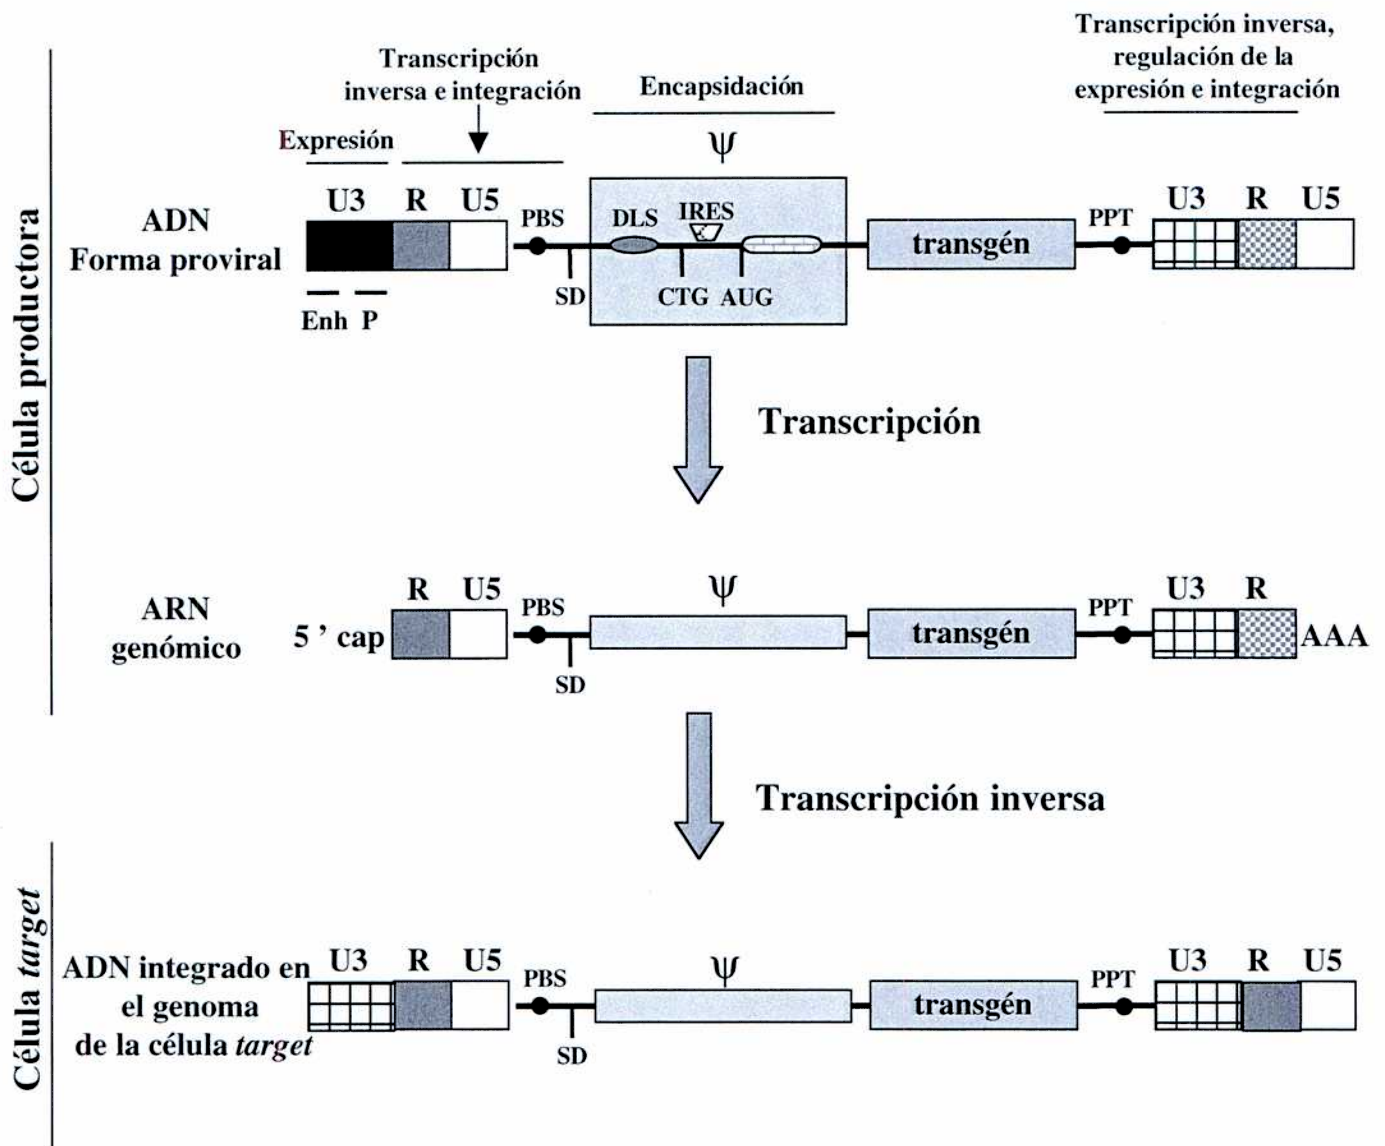 Transcripción inversa,
regulación de la
expresión e integración
Transcripción
inversa e integración
Encapsidación
Expresión
ψ
U3 R U5 PBS DLS IRES PPT U3 R U5
ADN
Forma proviral
transgén
SD CTG AUG
Enh P
Célula productora
Transcripción
R U5 PBS ψ PPT U3 R
ARN
genómico
5 ' cap transgén AAA
SD
Transcripción inversa
Célula target
U3 R U5 PBS ψ PPT U3 R U5
ADN integrado en
el genoma
de la célula target
transgén
SD